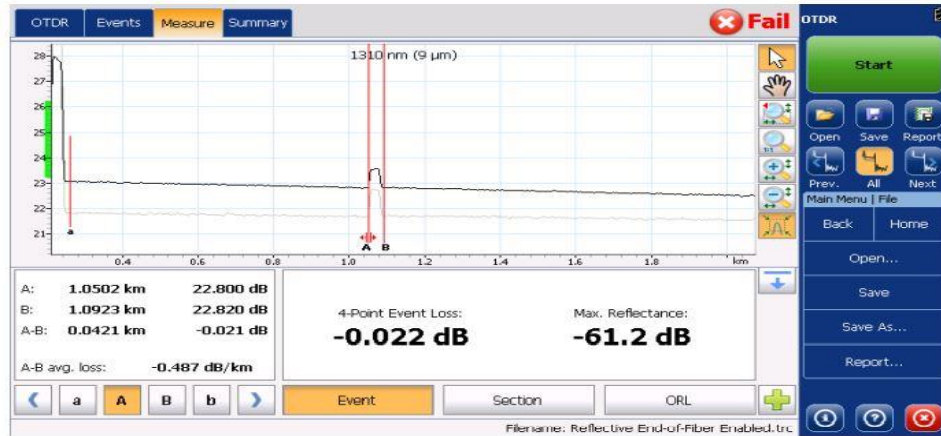 OTDR Events Measure Summary Fail
1310 nm (9 µm)
28
27
26
25
24
23
22
21
a
A B
0.4 0.6 0.8 1.0 1.2 1.4 1.6 1.8 km
A: 1.0502 km 22.800 dB
B: 1.0923 km 22.820 dB
A-B: 0.0421 km -0.021 dB
A-B avg. loss: -0.487 dB/km
4-Point Event Loss:
-0.022 dB
Max. Reflectance:
-61.2 dB
a A B b Event Section ORL
Filename: Reflective End-of-Fiber Enabled.trc
OTDR
Start
Open Save Report
Prev. All Next
Main Menu | File
Back Home
Open...
Save
Save As...
Report...